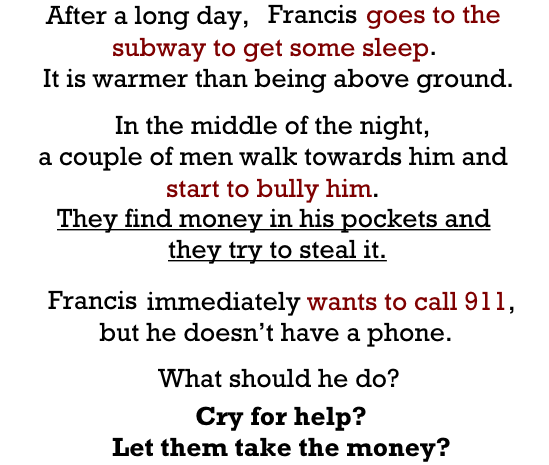 After a long day, Francis goes to the
subway to get some sleep.
It is warmer than being above ground.
In the middle of the night,
a couple of men walk towards him and
start to bully him.
They find money in his pockets and
they try to steal it.
Francis immediately wants to call 911,
but he doesn't have a phone.
What should he do?
Cry for help?
Let them take the money?